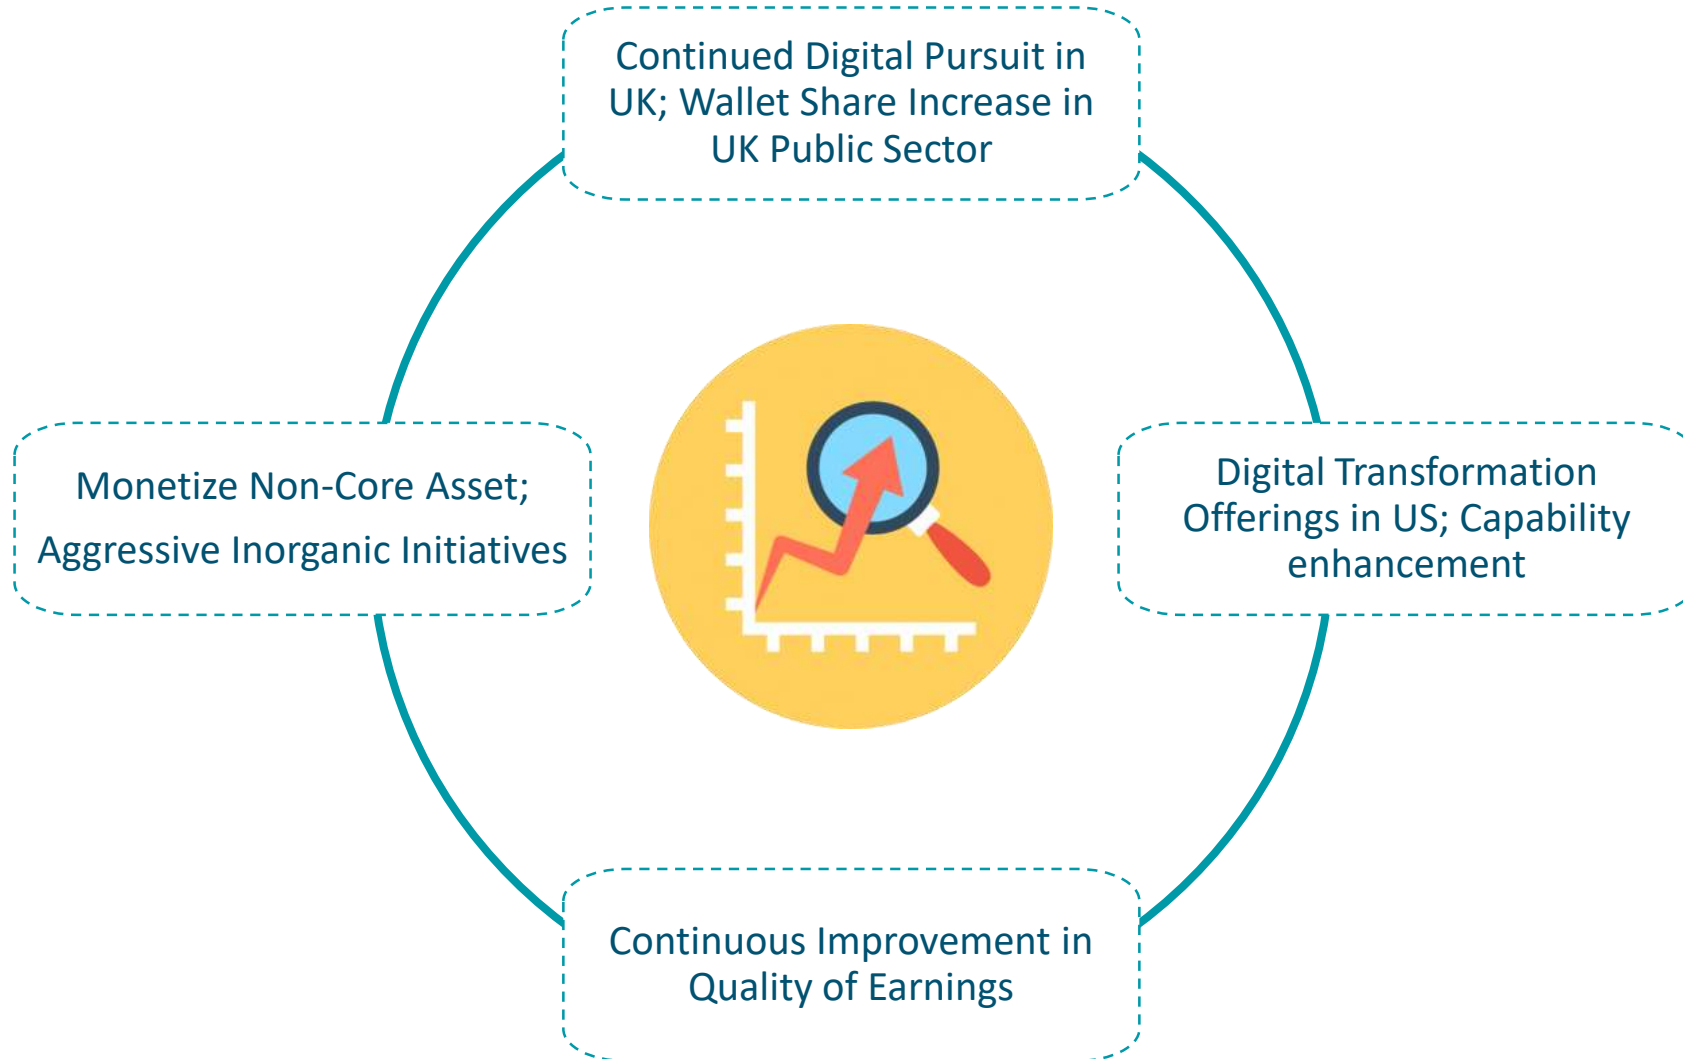 Continued Digital Pursuit in
UK; Wallet Share Increase in
UK Public Sector
Monetize Non-Core Asset;
Aggressive Inorganic Initiatives
Digital Transformation
Offerings in US; Capability
enhancement
Continuous Improvement in
Quality of Earnings